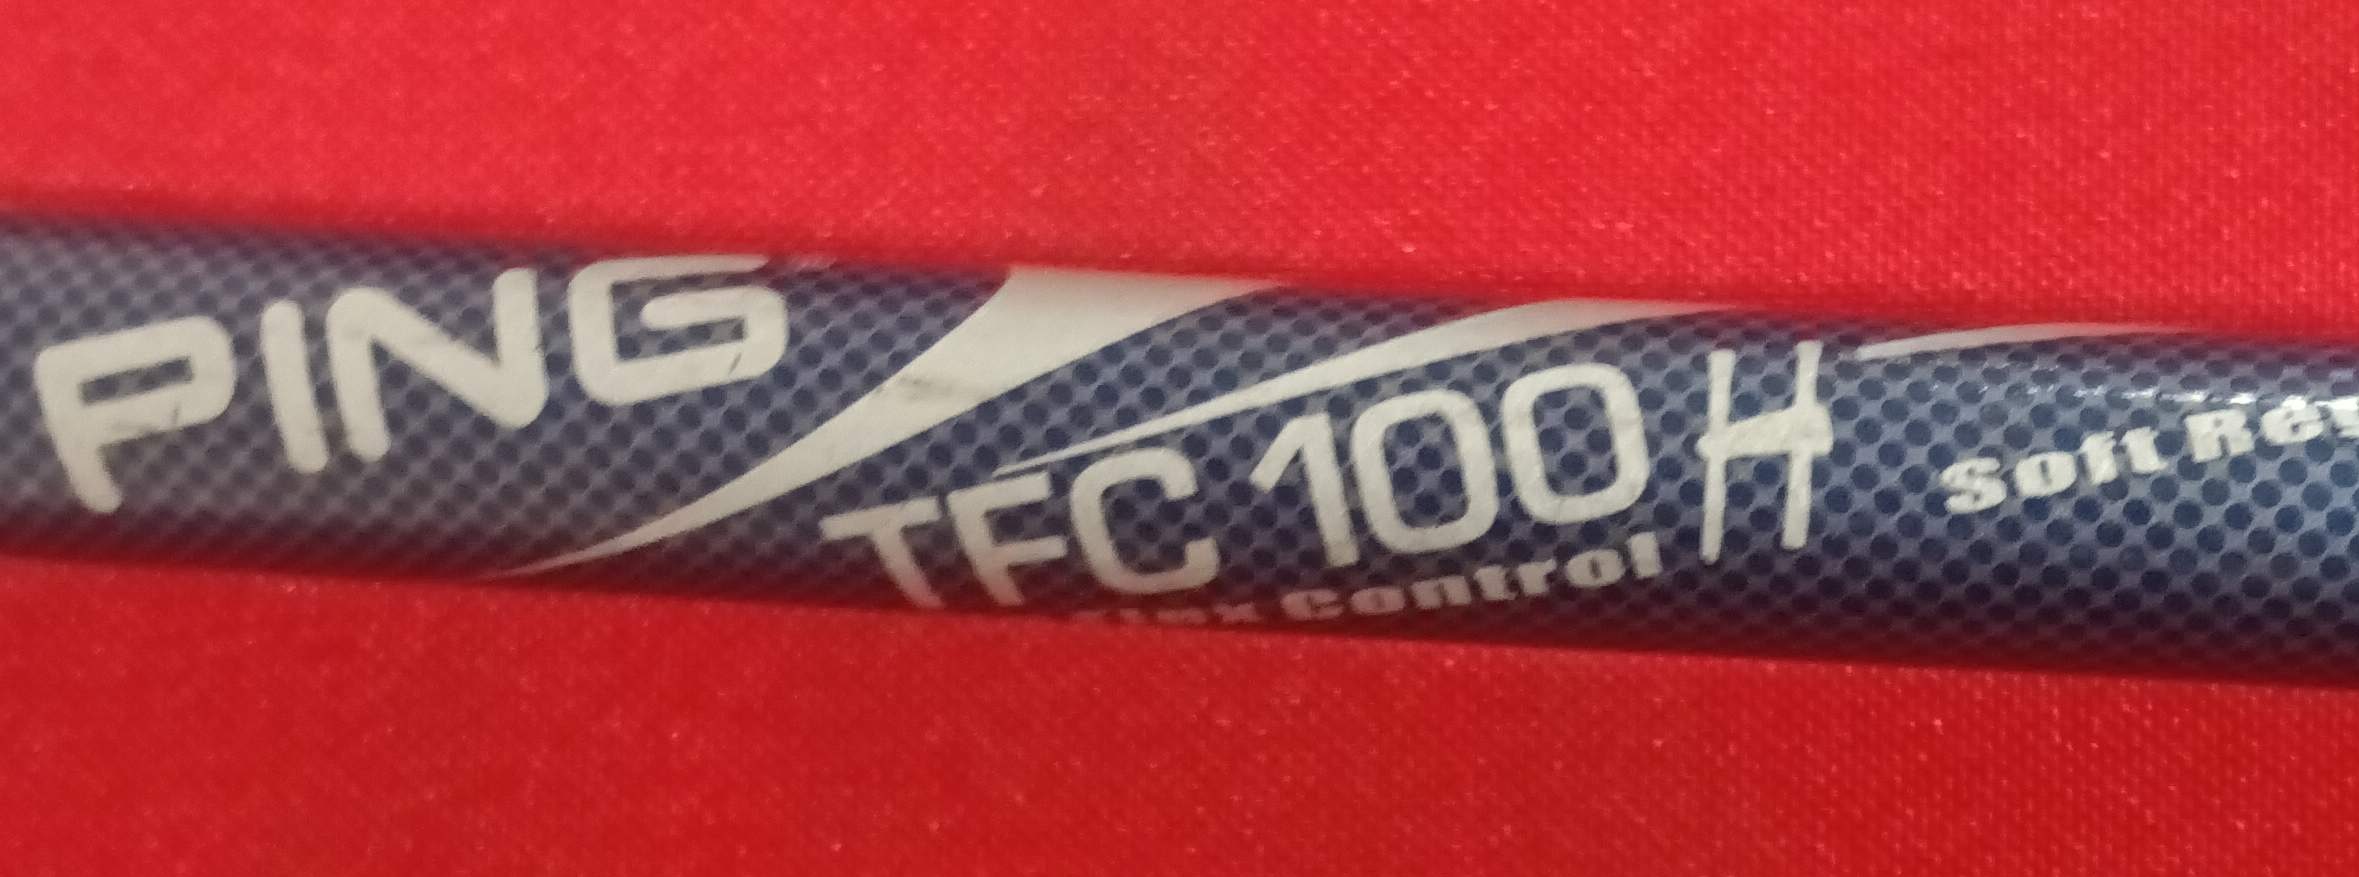 PING
TFC 100 H
Control
Soft